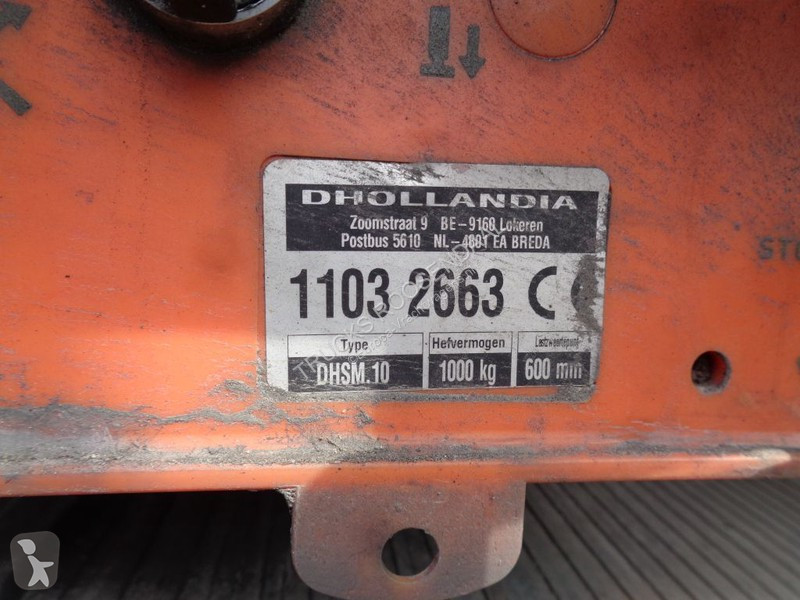 DHOLLANDIA
Zoomstraat 9 BE-9160 Lokeren
Postbus 5610 NL-4801 EA BREDA
1103 2663 CE
Type Hefvermogen
DHSM.10 1000 kg 600 mm